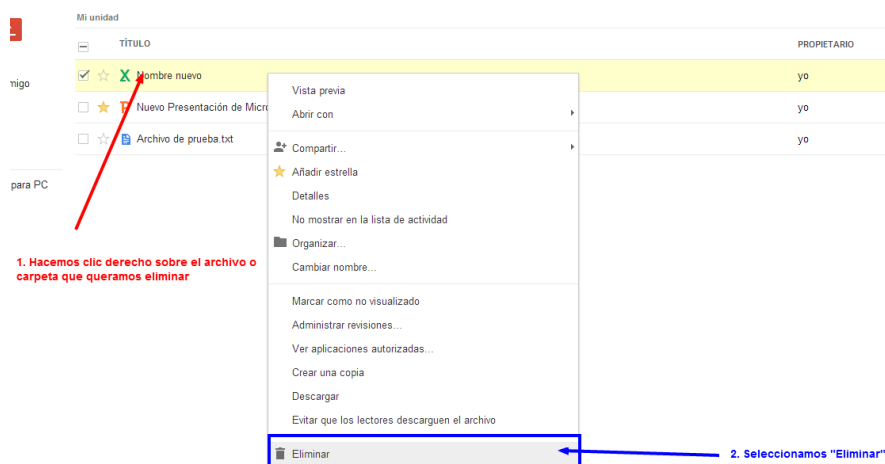 Mi unidad
TÍTULO
PROPIETARIO
migo
Nombre nuevo
yo
Nuevo Presentación de Micro
yo
Archivo de prueba.txt
yo
para PC
Vista previa
Abrir con
Compartir...
Añadir estrella
Detalles
No mostrar en la lista de actividad
Organizar...
Cambiar nombre...
Marcar como no visualizado
Administrar revisiones...
Ver aplicaciones autorizadas...
Crear una copia
Descargar
Evitar que los lectores descarguen el archivo
Eliminar
1. Hacemos clic derecho sobre el archivo o
carpeta que queramos eliminar
2. Seleccionamos "Eliminar"